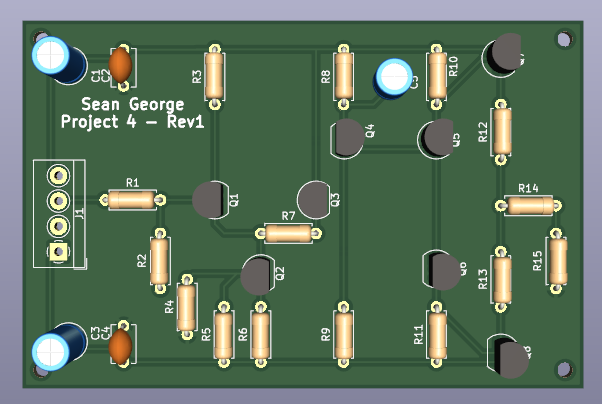 C1
C2
R3
R8
C5
R10
Sean George
Project 4 – Rev1
Q4
Q5
R12
J1
R1
Q1
Q3
R14
R7
R2
Q2
Q6
R13
R15
R4
R5
R6
R9
R11
C3
C4